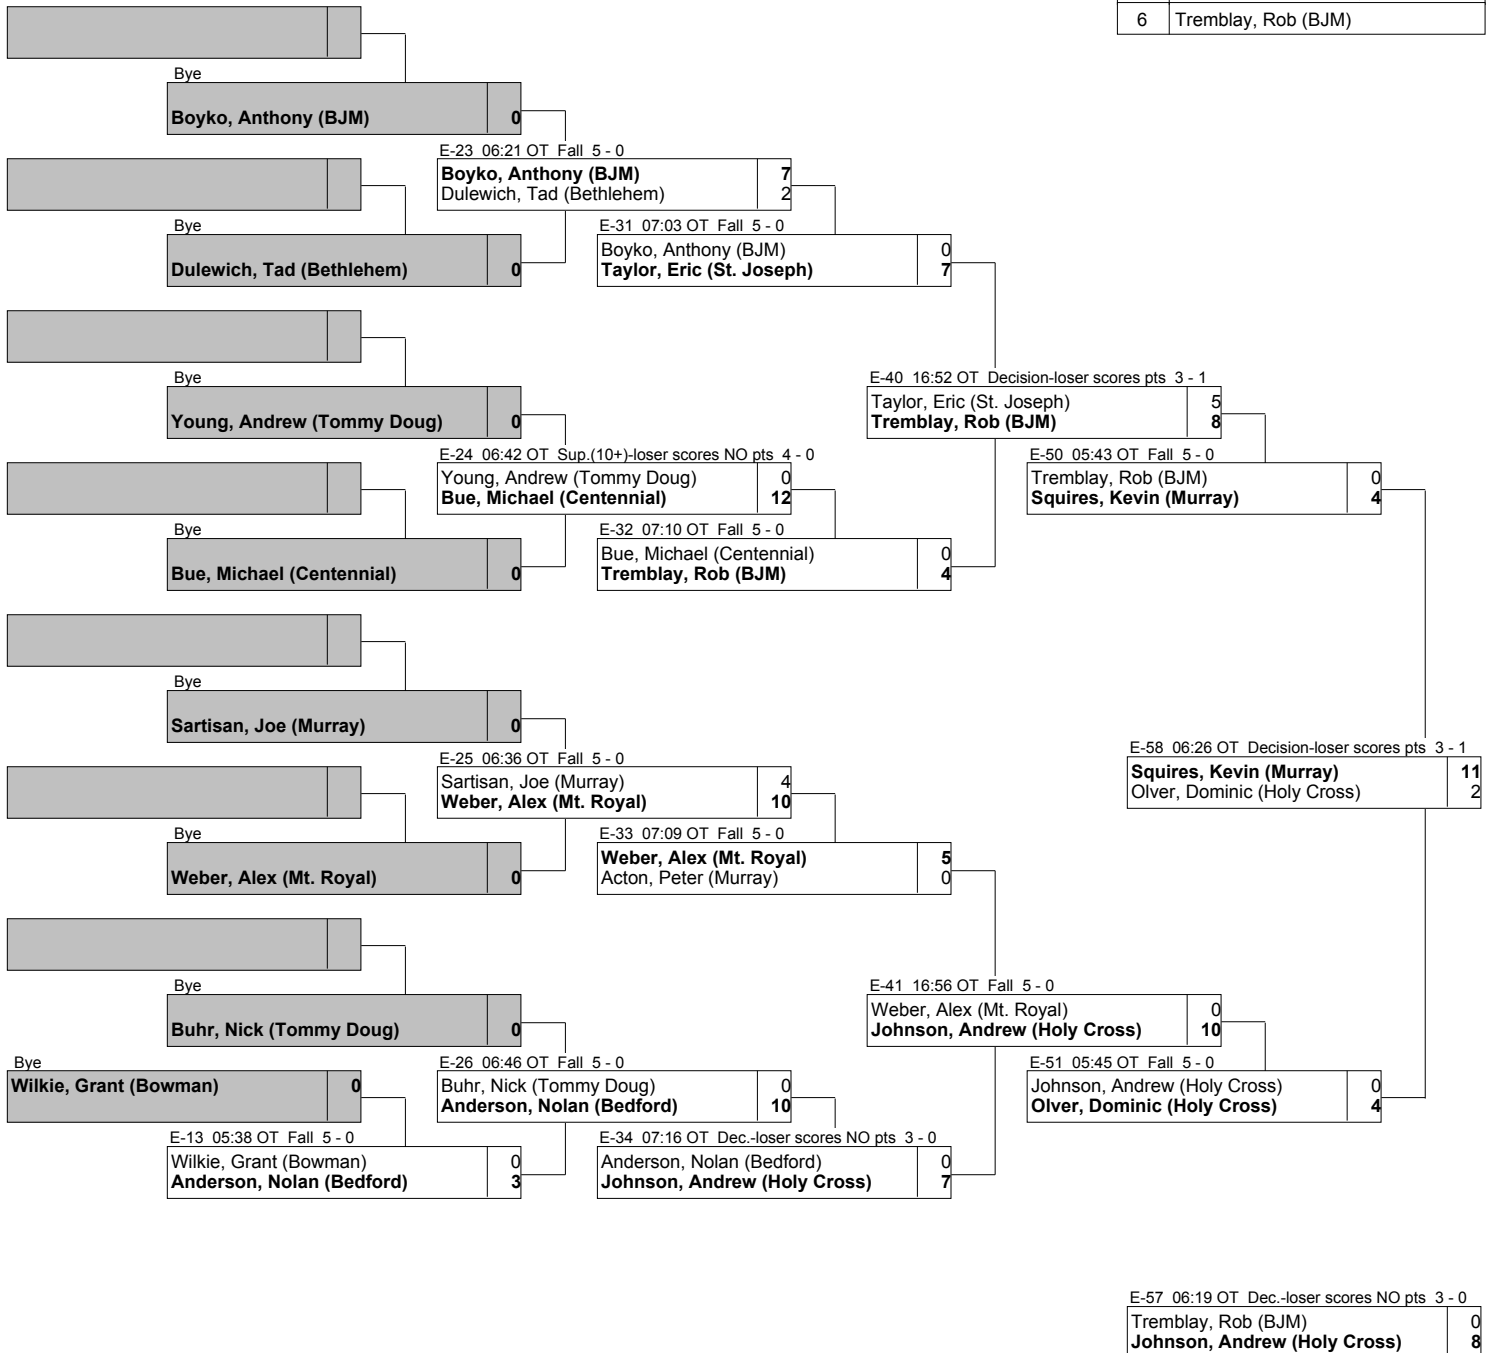 6 Tremblay, Rob (BJM)
Bye
Boyko, Anthony (BJM) 0
E-23 06:21 OT Fall 5 - 0
Boyko, Anthony (BJM) 7
Dulewich, Tad (Bethlehem) 2
Bye
Dulewich, Tad (Bethlehem) 0
E-31 07:03 OT Fall 5 - 0
Boyko, Anthony (BJM) 0
Taylor, Eric (St. Joseph) 7
Bye
Young, Andrew (Tommy Doug) 0
E-40 16:52 OT Decision-loser scores pts 3 - 1
Taylor, Eric (St. Joseph) 5
Tremblay, Rob (BJM) 8
E-24 06:42 OT Sup.(10+)-loser scores NO pts 4 - 0
Young, Andrew (Tommy Doug) 0
Bue, Michael (Centennial) 12
E-50 05:43 OT Fall 5 - 0
Tremblay, Rob (BJM) 0
Squires, Kevin (Murray) 4
Bye
Bue, Michael (Centennial) 0
E-32 07:10 OT Fall 5 - 0
Bue, Michael (Centennial) 0
Tremblay, Rob (BJM) 4
Bye
Sartisan, Joe (Murray) 0
E-25 06:36 OT Fall 5 - 0
Sartisan, Joe (Murray) 4
Weber, Alex (Mt. Royal) 10
E-58 06:26 OT Decision-loser scores pts 3 - 1
Squires, Kevin (Murray) 11
Olver, Dominic (Holy Cross) 2
Bye
Weber, Alex (Mt. Royal) 0
E-33 07:09 OT Fall 5 - 0
Weber, Alex (Mt. Royal) 5
Acton, Peter (Murray) 0
Bye
Buhr, Nick (Tommy Doug) 0
E-41 16:56 OT Fall 5 - 0
Weber, Alex (Mt. Royal) 0
Johnson, Andrew (Holy Cross) 10
Bye
Wilkie, Grant (Bowman) 0
E-26 06:46 OT Fall 5 - 0
Buhr, Nick (Tommy Doug) 0
Anderson, Nolan (Bedford) 10
E-51 05:45 OT Fall 5 - 0
Johnson, Andrew (Holy Cross) 0
Olver, Dominic (Holy Cross) 4
E-13 05:38 OT Fall 5 - 0
Wilkie, Grant (Bowman) 0
Anderson, Nolan (Bedford) 3
E-34 07:16 OT Dec.-loser scores NO pts 3 - 0
Anderson, Nolan (Bedford) 0
Johnson, Andrew (Holy Cross) 7
E-57 06:19 OT Dec.-loser scores NO pts 3 - 0
Tremblay, Rob (BJM) 0
Johnson, Andrew (Holy Cross) 8